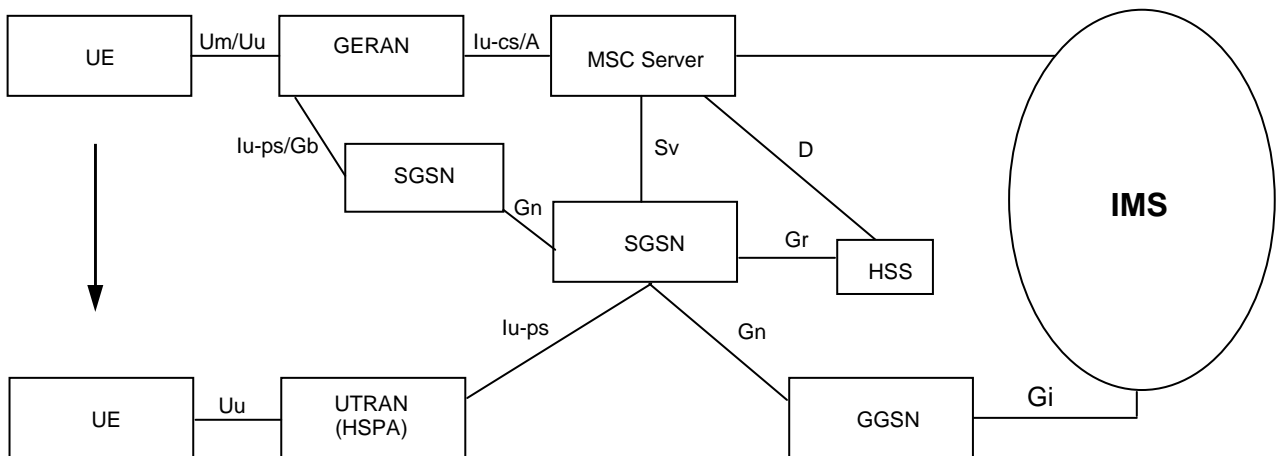 UE
Um/Uu
GERAN
Iu-cs/A
MSC Server
Iu-ps/Gb
SGSN
Gn
Sv
D
SGSN
Gr
HSS
IMS
Iu-ps
Gn
UE
Uu
UTRAN
(HSPA)
GGSN
Gi